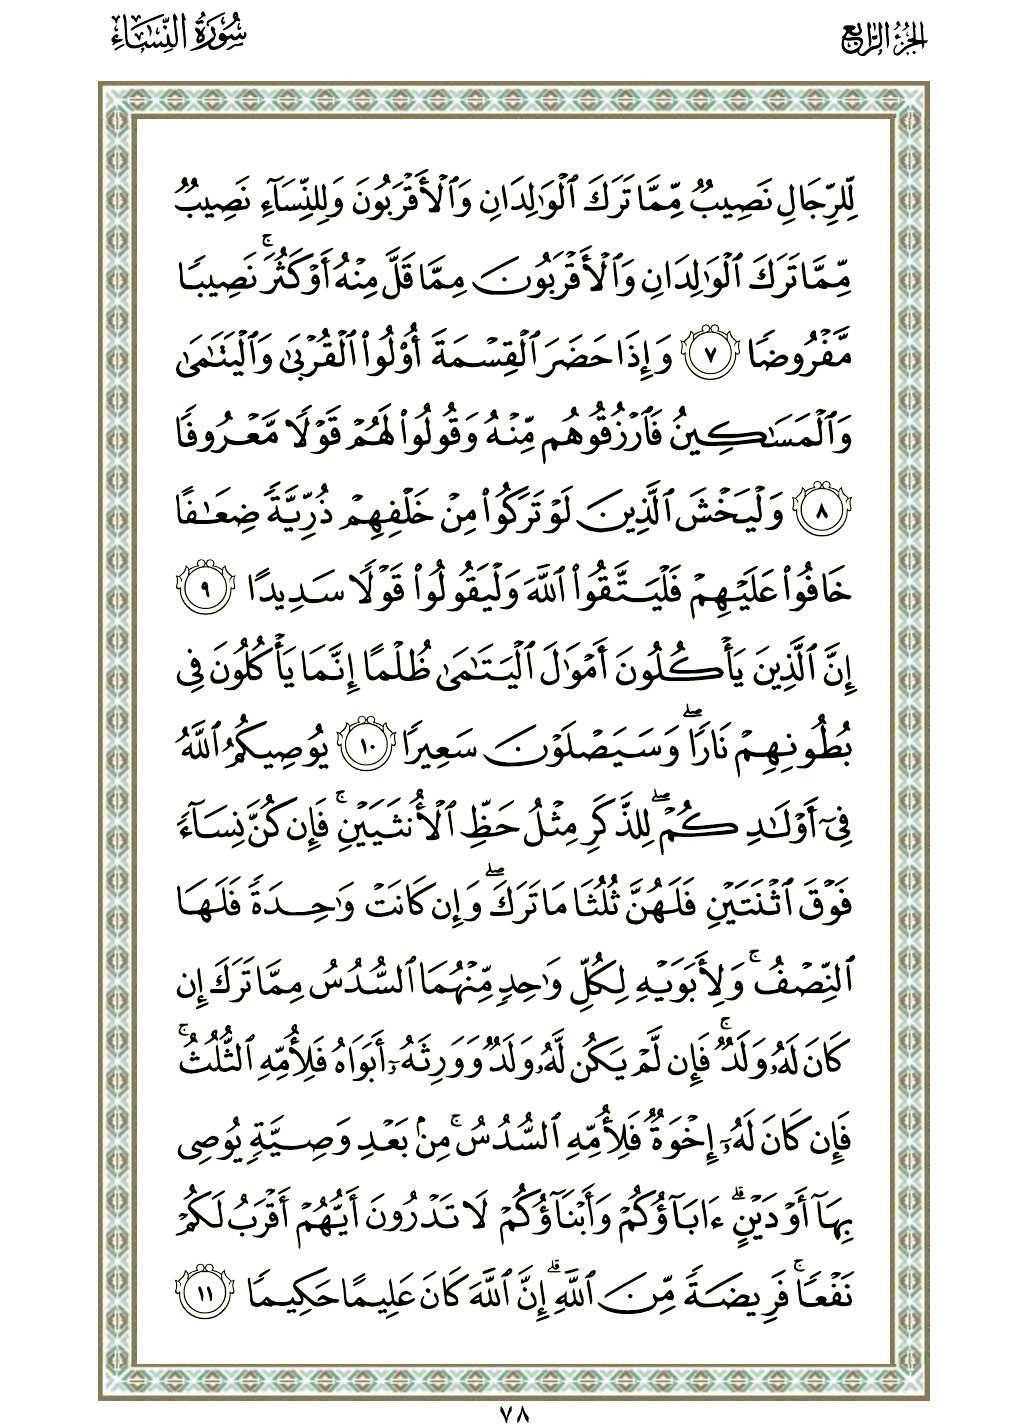 الجزء الرابع
سورة النساء
لِّلرِّجَالِ نَصِيبٌ مِّمَّا تَرَكَ ٱلْوَٰلِدَانِ وَٱلْأَقْرَبُونَ وَلِلنِّسَآءِ نَصِيبٌ
مِّمَّا تَرَكَ ٱلْوَٰلِدَانِ وَٱلْأَقْرَبُونَ مِمَّا قَلَّ مِنْهُ أَوْ كَثُرَ ۚ نَصِيبًا
مَّفْرُوضًا ٧ وَإِذَا حَضَرَ ٱلْقِسْمَةَ أُو۟لُوا۟ ٱلْقُرْبَىٰ وَٱلْيَتَٰمَىٰ
وَٱلْمَسَٰكِينُ فَٱرْزُقُوهُم مِّنْهُ وَقُولُوا۟ لَهُمْ قَوْلًا مَّعْرُوفًا
٨ وَلْيَخْشَ ٱلَّذِينَ لَوْ تَرَكُوا۟ مِنْ خَلْفِهِمْ ذُرِّيَّةً ضِعَٰفًا
خَافُوا۟ عَلَيْهِمْ فَلْيَتَّقُوا۟ ٱللَّهَ وَلْيَقُولُوا۟ قَوْلًا سَدِيدًا ٩
إِنَّ ٱلَّذِينَ يَأْكُلُونَ أَمْوَٰلَ ٱلْيَتَٰمَىٰ ظُلْمًا إِنَّمَا يَأْكُلُونَ فِى
بُطُونِهِمْ نَارًا ۖ وَسَيَصْلَوْنَ سَعِيرًا ١٠ يُوصِيكُمُ ٱللَّهُ
فِىٓ أَوْلَٰدِكُمْ ۖ لِلذَّكَرِ مِثْلُ حَظِّ ٱلْأُنثَيَيْنِ ۚ فَإِن كُنَّ نِسَآءً
فَوْقَ ٱثْنَتَيْنِ فَلَهُنَّ ثُلُثَا مَا تَرَكَ ۖ وَإِن كَانَتْ وَٰحِدَةً فَلَهَا
ٱلنِّصْفُ ۚ وَلِأَبَوَيْهِ لِكُلِّ وَٰحِدٍ مِّنْهُمَا ٱلسُّدُسُ مِمَّا تَرَكَ إِن
كَانَ لَهُۥ وَلَدٌ ۚ فَإِن لَّمْ يَكُن لَّهُۥ وَلَدٌ وَوَرِثَهُۥٓ أَبَوَاهُ فَلِأُمِّهِ ٱلثُّلُثُ ۚ
فَإِن كَانَ لَهُۥٓ إِخْوَةٌ فَلِأُمِّهِ ٱلسُّدُسُ ۚ مِنۢ بَعْدِ وَصِيَّةٍ يُوصِى
بِهَآ أَوْ دَيْنٍ ۗ ءَابَآؤُكُمْ وَأَبْنَآؤُكُمْ لَا تَدْرُونَ أَيُّهُمْ أَقْرَبُ لَكُمْ
نَفْعًا ۚ فَرِيضَةً مِّنَ ٱللَّهِ ۗ إِنَّ ٱللَّهَ كَانَ عَلِيمًا حَكِيمًا ١١
٧٨